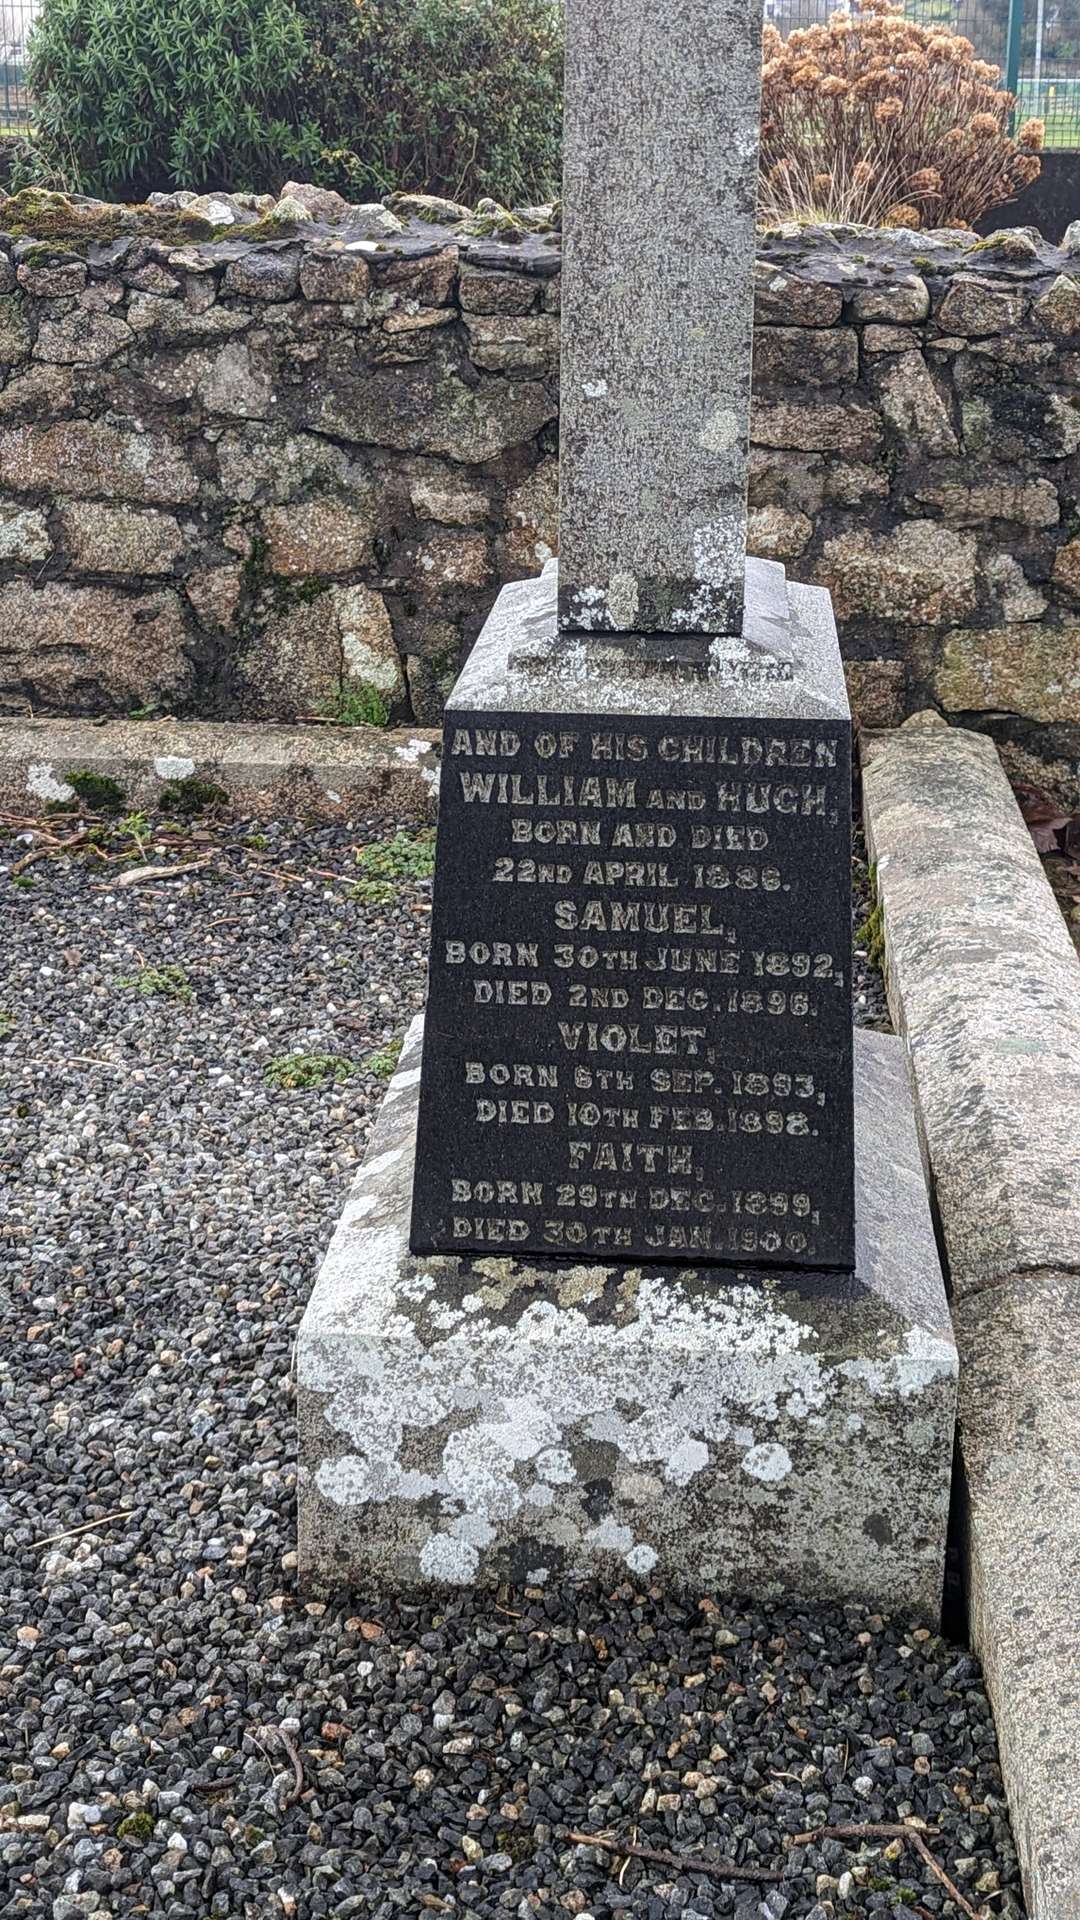 AND OF HIS CHILDREN
WILLIAM AND HUGH,
BORN AND DIED
22ND APRIL 1886.
SAMUEL,
BORN 30TH JUNE 1892,
DIED 2ND DEC. 1896.
VIOLET,
BORN 6TH SEP. 1893,
DIED 10TH FEB. 1898.
FAITH,
BORN 29TH DEC. 1899,
DIED 30TH JAN. 1900.